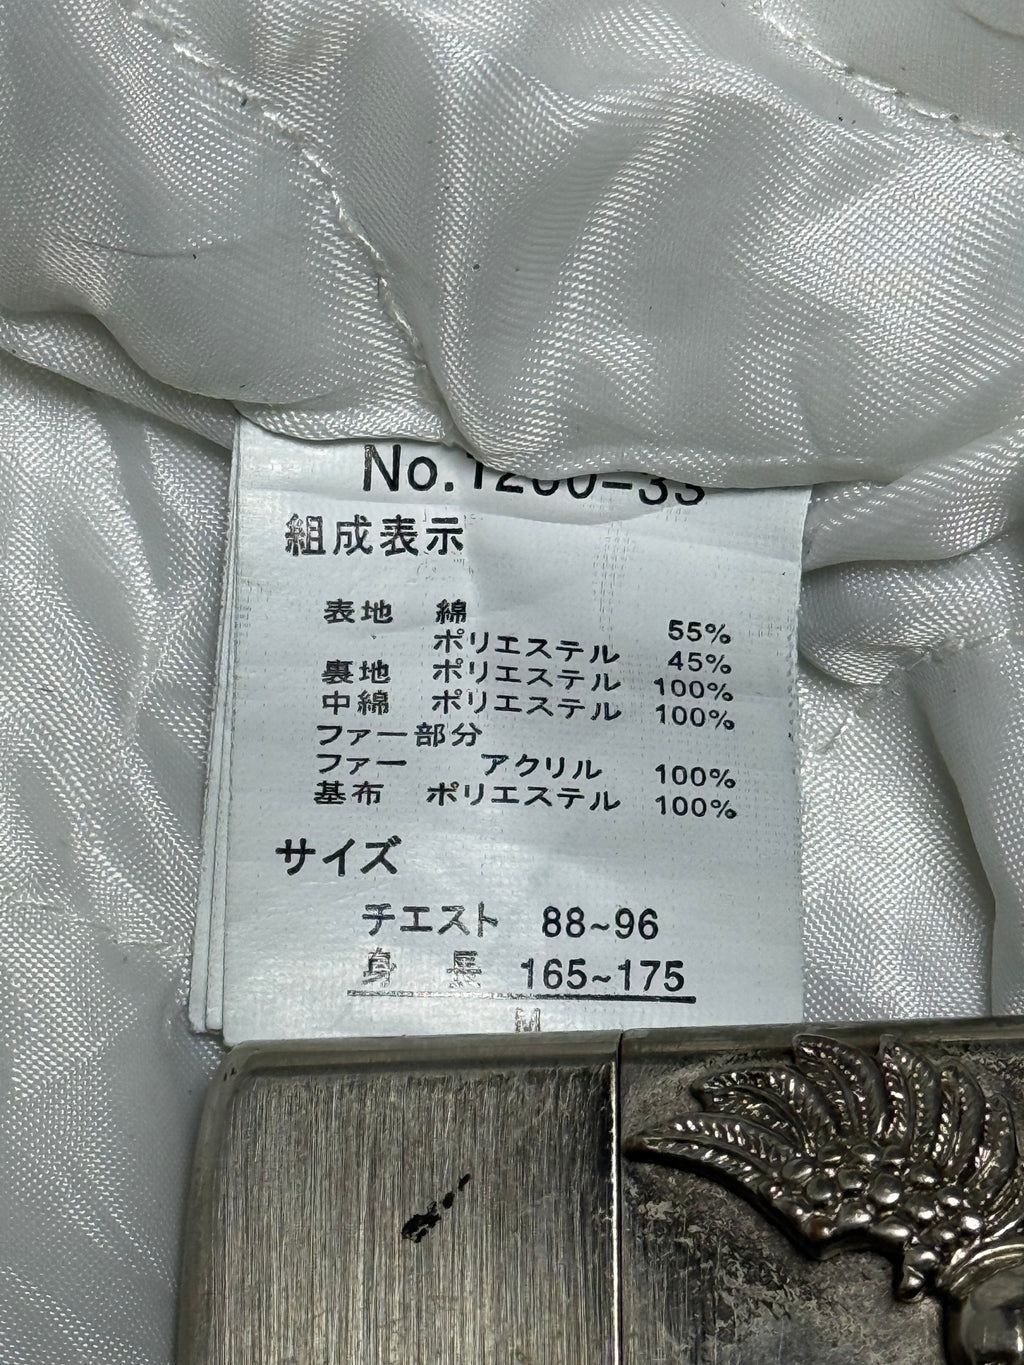 No.1200-33
組成表示
表地 綿 55%
ポリエステル 45%
裏地 ポリエステル 100%
中綿 ポリエステル 100%
ファー部分
ファー アクリル 100%
基布 ポリエステル 100%
サイズ
チエスト 88~96
身 長 165~175
M